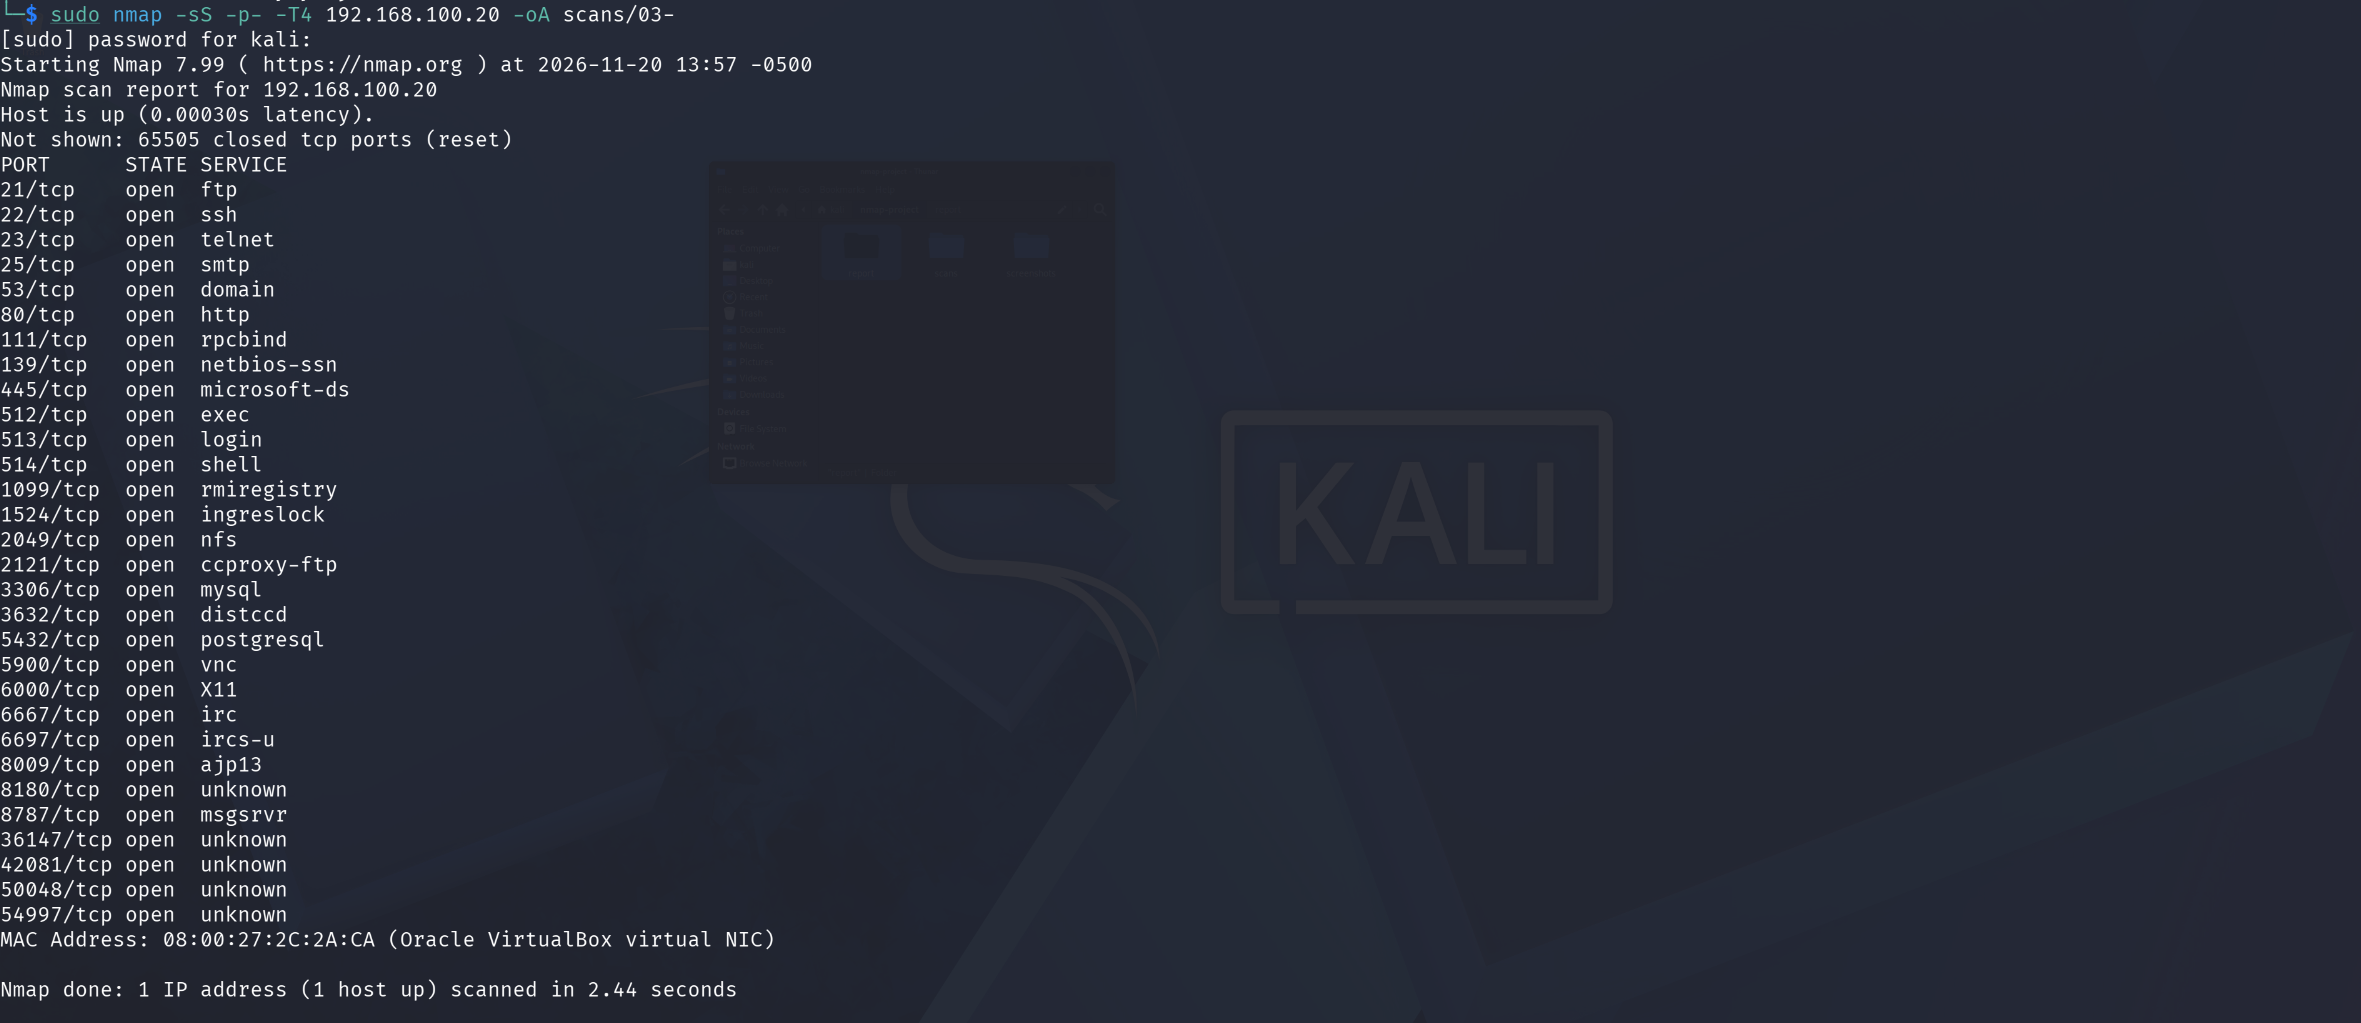 └─$ sudo nmap -sS -p- -T4 192.168.100.20 -oA scans/03-
[sudo] password for kali:
Starting Nmap 7.99 ( https://nmap.org ) at 2026-11-20 13:57 -0500
Nmap scan report for 192.168.100.20
Host is up (0.00030s latency).
Not shown: 65505 closed tcp ports (reset)
PORT      STATE SERVICE
21/tcp    open  ftp
22/tcp    open  ssh
23/tcp    open  telnet
25/tcp    open  smtp
53/tcp    open  domain
80/tcp    open  http
111/tcp   open  rpcbind
139/tcp   open  netbios-ssn
445/tcp   open  microsoft-ds
512/tcp   open  exec
513/tcp   open  login
514/tcp   open  shell
1099/tcp  open  rmiregistry
1524/tcp  open  ingreslock
2049/tcp  open  nfs
2121/tcp  open  ccproxy-ftp
3306/tcp  open  mysql
3632/tcp  open  distccd
5432/tcp  open  postgresql
5900/tcp  open  vnc
6000/tcp  open  X11
6667/tcp  open  irc
6697/tcp  open  ircs-u
8009/tcp  open  ajp13
8180/tcp  open  unknown
8787/tcp  open  msgsrvr
36147/tcp open  unknown
42081/tcp open  unknown
50048/tcp open  unknown
54997/tcp open  unknown
MAC Address: 08:00:27:2C:2A:CA (Oracle VirtualBox virtual NIC)
Nmap done: 1 IP address (1 host up) scanned in 2.44 seconds
KALI